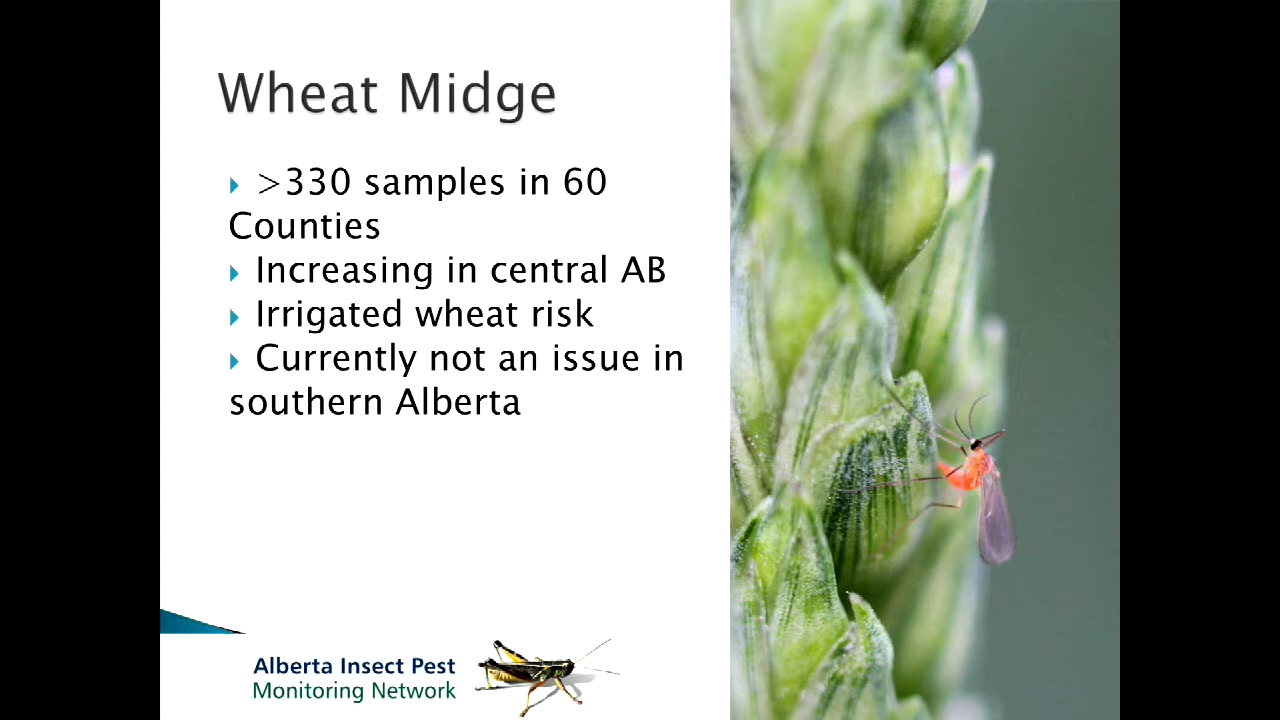 Wheat Midge
>330 samples in 60
Counties
Increasing in central AB
Irrigated wheat risk
Currently not an issue in
southern Alberta
Alberta Insect Pest
Monitoring Network